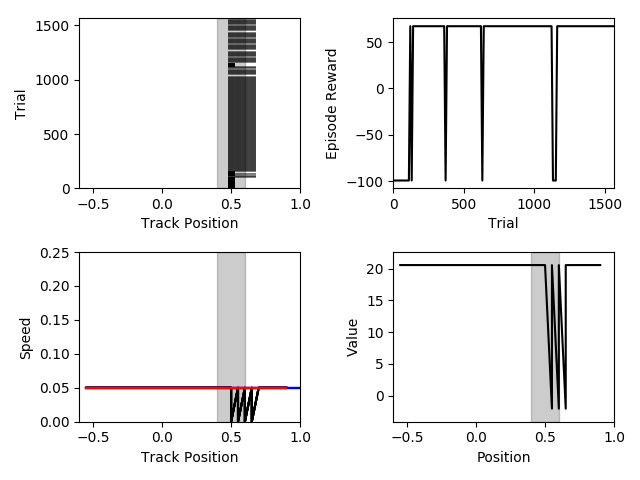 1500
1000
500
0
Trial
−0.5 0.0 0.5 1.0
Track Position
50
0
−50
−100
Episode Reward
0 500 1000 1500
Trial
0.25
0.20
0.15
0.10
0.05
0.00
Speed
−0.5 0.0 0.5 1.0
Track Position
20
15
10
5
0
Value
−0.5 0.0 0.5 1.0
Position